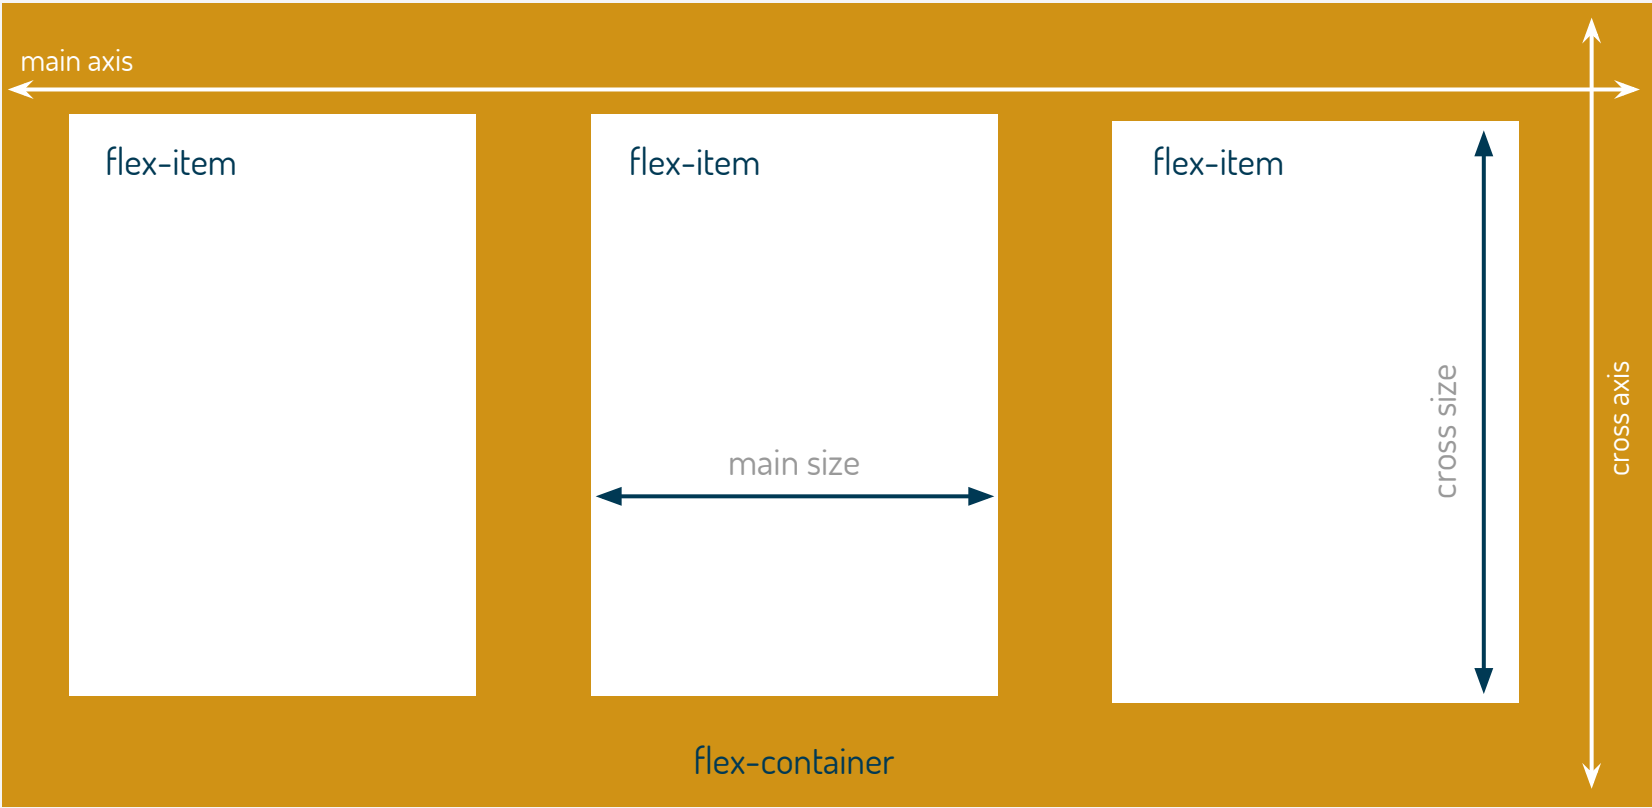 main axis
flex-item
flex-item
flex-item
main size
cross size
cross axis
flex-container